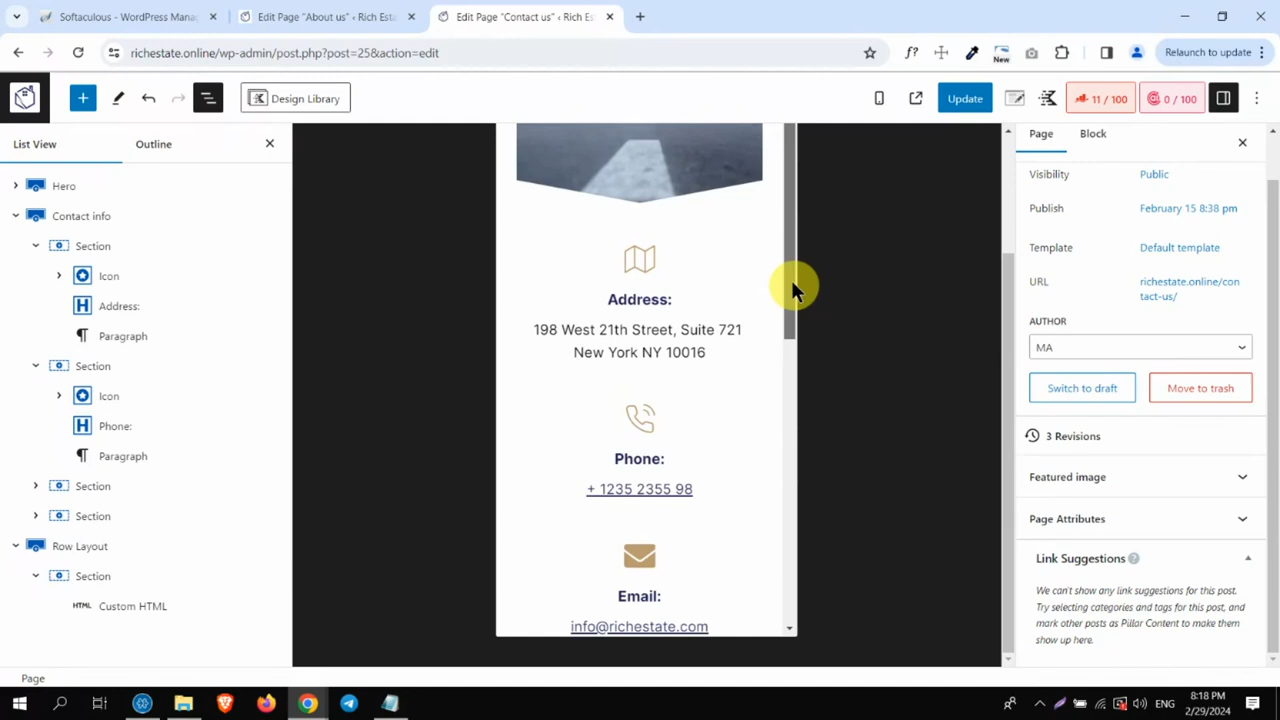 Softaculous - WordPress Mana
Edit Page "About us" ‹ Rich Esta
Edit Page "Contact us" ‹ Rich Es
richestate.online/wp-admin/post.php?post=25&action=edit
f?
New
Relaunch to update
Design Library
Update
11 / 100
0 / 100
List View
Outline
Hero
Contact info
Section
Icon
Address:
Paragraph
Section
Icon
Phone:
Paragraph
Section
Section
Row Layout
Section
HTML Custom HTML
Address:
198 West 21th Street, Suite 721
New York NY 10016
Phone:
+ 1235 2355 98
Email:
info@richestate.com
Page
Block
Visibility
Public
Publish
February 15 8:38 pm
Template
Default template
URL
richestate.online/con
tact-us/
AUTHOR
MA
Switch to draft
Move to trash
3 Revisions
Featured image
Page Attributes
Link Suggestions ?
We can't show any link suggestions for this post.
Try selecting categories and tags for this post, and
mark other posts as Pillar Content to make them
show up here.
Page
ENG
8:18 PM
2/29/2024